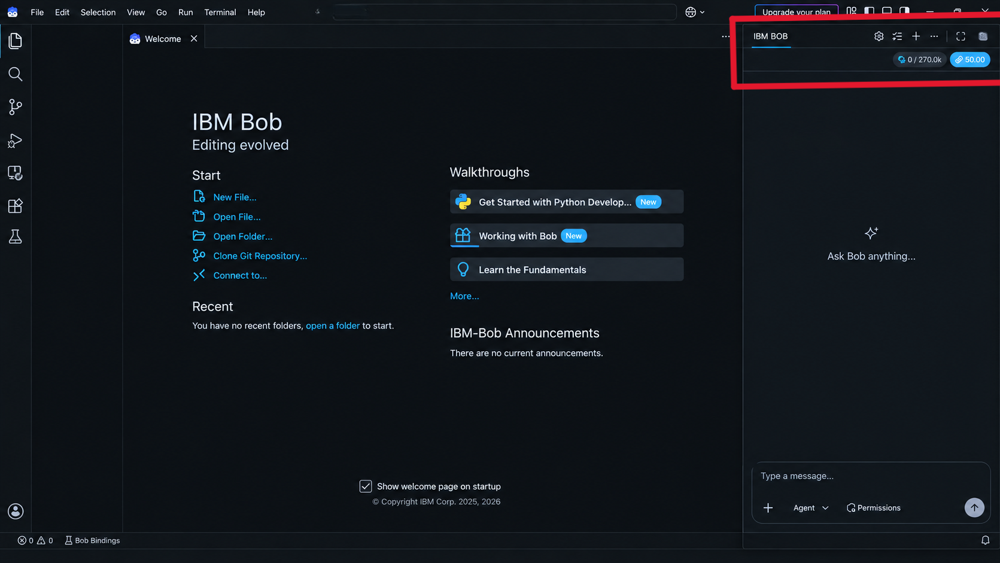 File Edit Selection View Go Run Terminal Help
Upgrade your plan
Welcome
IBM BOB
0 / 270.0k
50.00
IBM Bob
Editing evolved
Start
New File...
Open File...
Open Folder...
Clone Git Repository...
Connect to...
Recent
You have no recent folders, open a folder to start.
Walkthroughs
Get Started with Python Develop... New
Working with Bob New
Learn the Fundamentals
More...
IBM-Bob Announcements
There are no current announcements.
Show welcome page on startup
© Copyright IBM Corp. 2025, 2026
Ask Bob anything...
Type a message...
Agent
Permissions
0 0 Bob Bindings